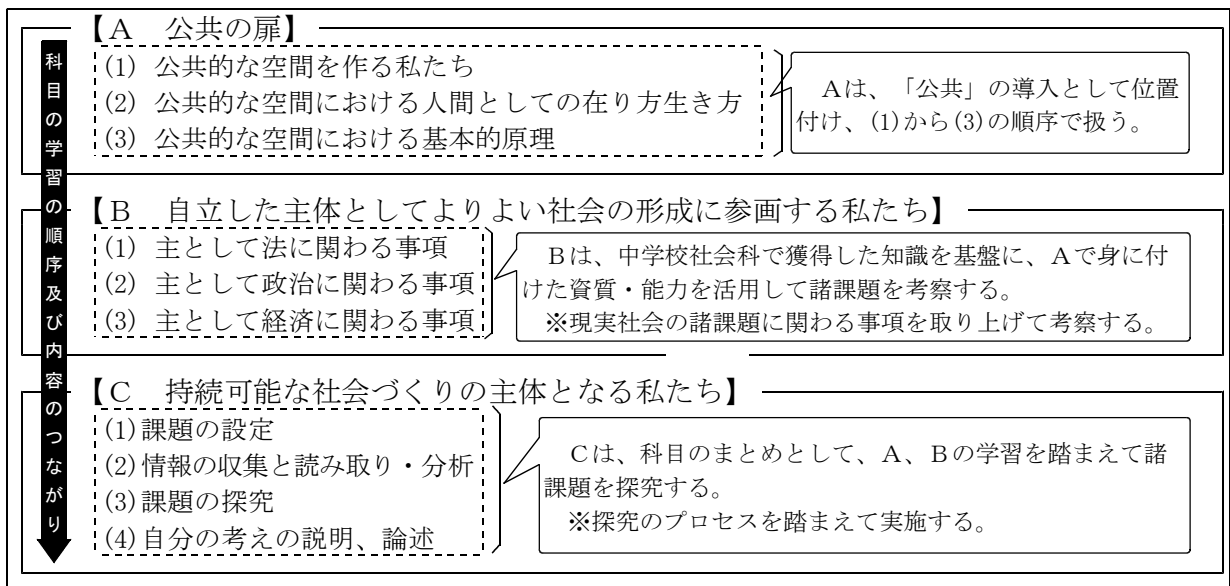 科目の学習の順序及び内容のつながり
【A 公共の扉】
(1) 公共的な空間を作る私たち
(2) 公共的な空間における人間としての在り方生き方
(3) 公共的な空間における基本的原理
Aは、「公共」の導入として位置
付け、(1)から(3)の順序で扱う。
【B 自立した主体としてよりよい社会の形成に参画する私たち】
(1) 主として法に関わる事項
(2) 主として政治に関わる事項
(3) 主として経済に関わる事項
Bは、中学校社会科で獲得した知識を基盤に、Aで身に付
けた資質・能力を活用して諸課題を考察する。
※現実社会の諸課題に関わる事項を取り上げて考察する。
【C 持続可能な社会づくりの主体となる私たち】
(1)課題の設定
(2)情報の収集と読み取り・分析
(3)課題の探究
(4)自分の考えの説明、論述
Cは、科目のまとめとして、A、Bの学習を踏まえて諸
課題を探究する。
※探究のプロセスを踏まえて実施する。